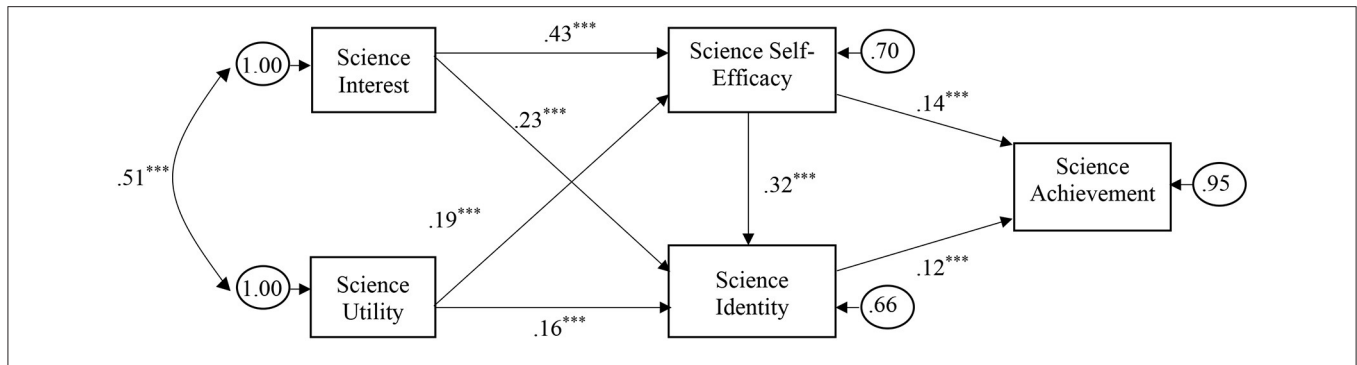 1.00
Science
Interest
.43***
Science Self-
Efficacy
.70
.23***
.14***
Science
Achievement
.95
.51***
.32***
.19***
1.00
Science
Utility
.16***
Science
Identity
.12***
.66